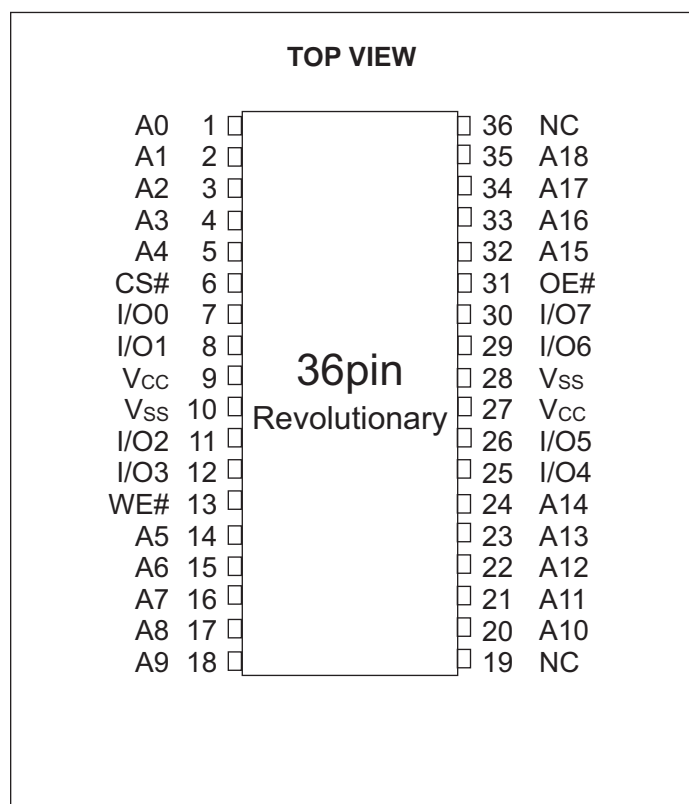 TOP VIEW
A0 1 36 NC
A1 2 35 A18
A2 3 34 A17
A3 4 33 A16
A4 5 32 A15
CS# 6 31 OE#
I/O0 7 30 I/O7
I/O1 8 29 I/O6
VCC 9 28 VSS
VSS 10 27 VCC
I/O2 11 26 I/O5
I/O3 12 25 I/O4
WE# 13 24 A14
A5 14 23 A13
A6 15 22 A12
A7 16 21 A11
A8 17 20 A10
A9 18 19 NC
36pin
Revolutionary